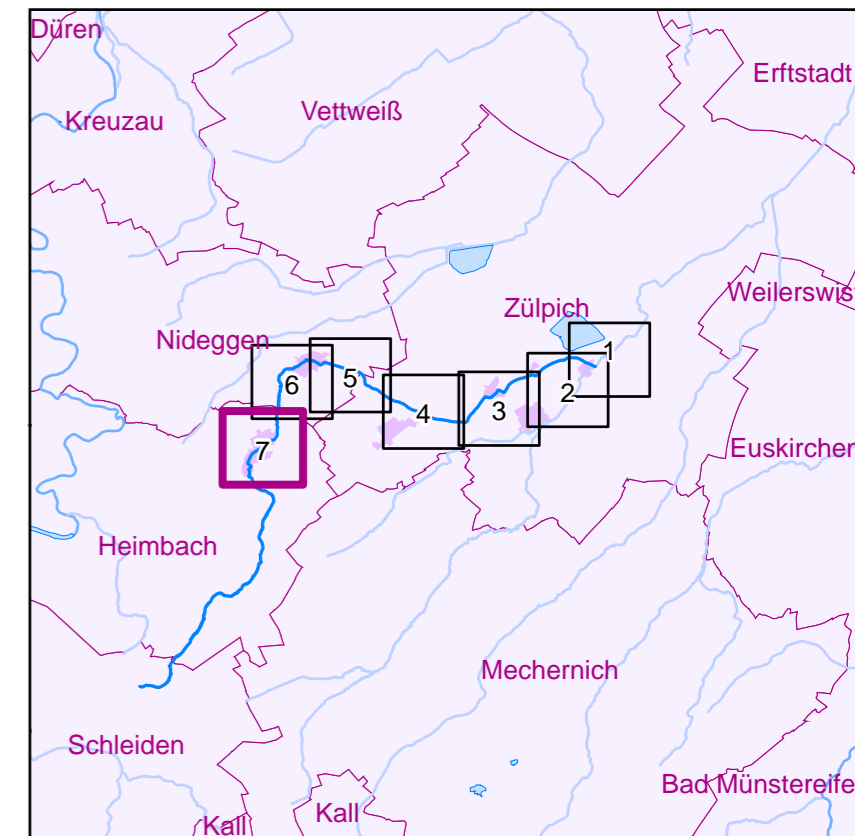 Düren
Erftstadt
Vettweiß
Kreuzau
Weilerswist
Zülpich
Nideggen
1
5
6
2
3
4
7
Euskirchen
Heimbach
Mechernich
Schleiden
Bad Münstereife
Kall
Kall